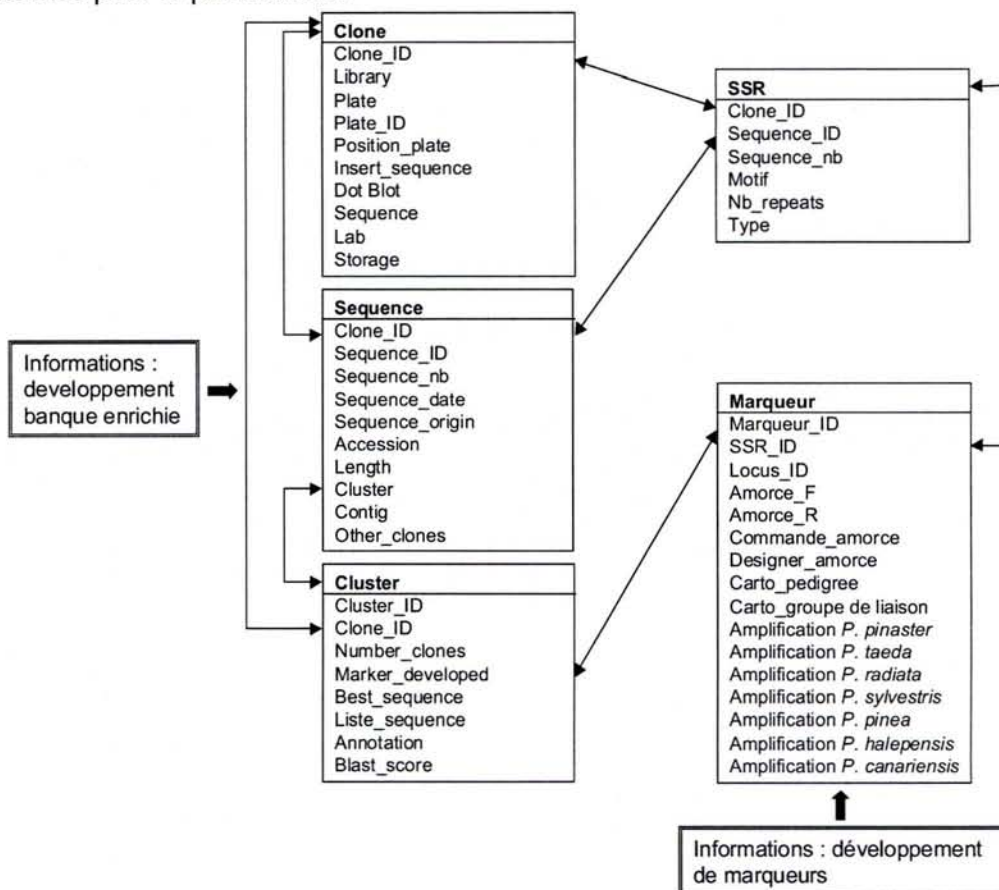 Clone
Clone_ID
Library
Plate
Plate_ID
Position_plate
Insert_sequence
Dot Blot
Sequence
Lab
Storage
SSR
Clone_ID
Sequence_ID
Sequence_nb
Motif
Nb_repeats
Type
Informations :
developpement
banque enrichie
Sequence
Clone_ID
Sequence_ID
Sequence_nb
Sequence_date
Sequence_origin
Accession
Length
Cluster
Contig
Other_clones
Cluster
Cluster_ID
Clone_ID
Number_clones
Marker_developed
Best_sequence
Liste_sequence
Annotation
Blast_score
Marqueur
Marqueur_ID
SSR_ID
Locus_ID
Amorce_F
Amorce_R
Commande_amorce
Designer_amorce
Carto_pedigree
Carto_groupe de liaison
Amplification P. pinaster
Amplification P. taeda
Amplification P. radiata
Amplification P. sylvestris
Amplification P. pinea
Amplification P. halepensis
Amplification P. canariensis
Informations : développement
de marqueurs